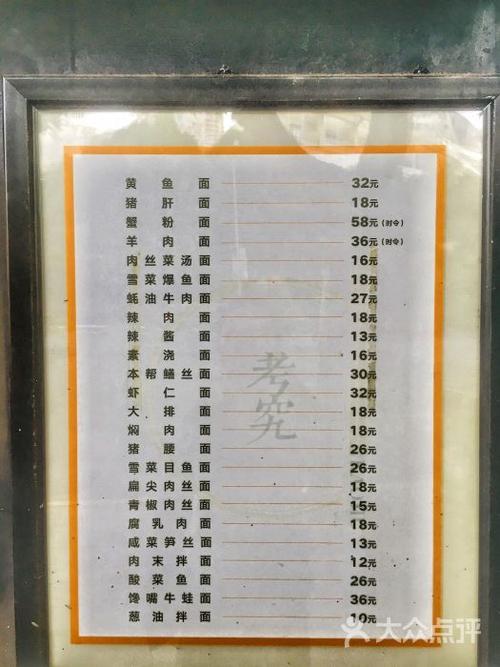 黄鱼面 32元
猪肝面 18元
蟹粉面 58元(时令)
羊肉面 36元(时令)
肉丝菜汤面 16元
雪菜爆鱼面 18元
蚝油牛肉面 27元
辣肉面 18元
辣酱面 13元
素浇面 16元
本帮鳝丝面 30元
虾仁面 32元
大排面 18元
焖肉面 18元
猪腰面 26元
雪菜目鱼面 26元
扁尖肉丝面 18元
青椒肉丝面 15元
腐乳肉面 18元
咸菜笋丝面 13元
肉末拌面 12元
酸菜鱼面 26元
馋嘴牛蛙面 36元
葱油拌面 10元
考究
大众点评